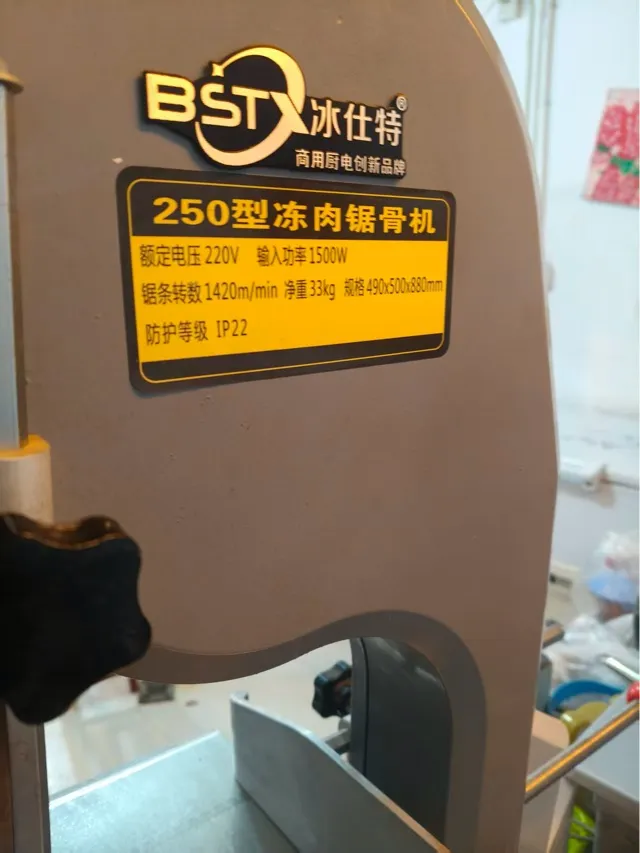 BSTX冰仕特®
商用厨电创新品牌
250型冻肉锯骨机
额定电压 220V 输入功率 1500W
锯条转数 1420m/min 净重 33kg 规格 490x500x880mm
防护等级 IP22